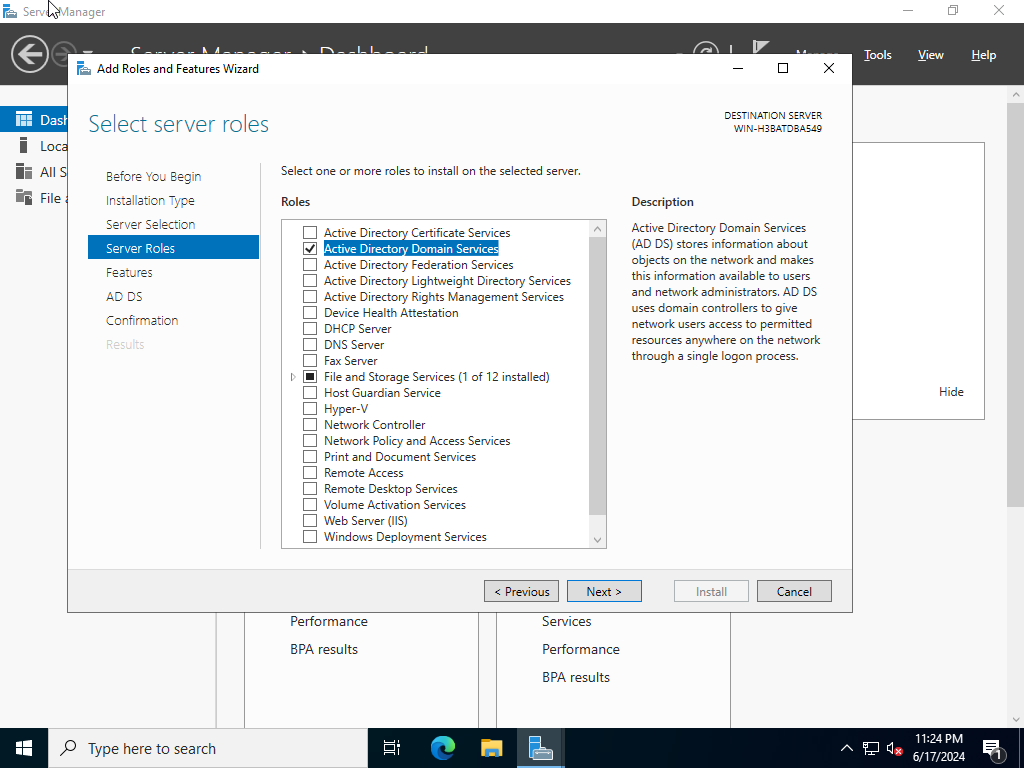 Server Manager
Server Manager • Dashboard
Manage
Tools
View
Help
Add Roles and Features Wizard
Select server roles
DESTINATION SERVER
WIN-H3BATDBA549
Before You Begin
Installation Type
Server Selection
Server Roles
Features
AD DS
Confirmation
Results
Select one or more roles to install on the selected server.
Roles
Active Directory Certificate Services
Active Directory Domain Services
Active Directory Federation Services
Active Directory Lightweight Directory Services
Active Directory Rights Management Services
Device Health Attestation
DHCP Server
DNS Server
Fax Server
File and Storage Services (1 of 12 installed)
Host Guardian Service
Hyper-V
Network Controller
Network Policy and Access Services
Print and Document Services
Remote Access
Remote Desktop Services
Volume Activation Services
Web Server (IIS)
Windows Deployment Services
Description
Active Directory Domain Services
(AD DS) stores information about
objects on the network and makes
this information available to users
and network administrators. AD DS
uses domain controllers to give
network users access to permitted
resources anywhere on the network
through a single logon process.
< Previous
Next >
Install
Cancel
Dash
Loca
All S
File a
Hide
Performance
BPA results
Services
Performance
BPA results
Type here to search
11:24 PM
6/17/2024
1